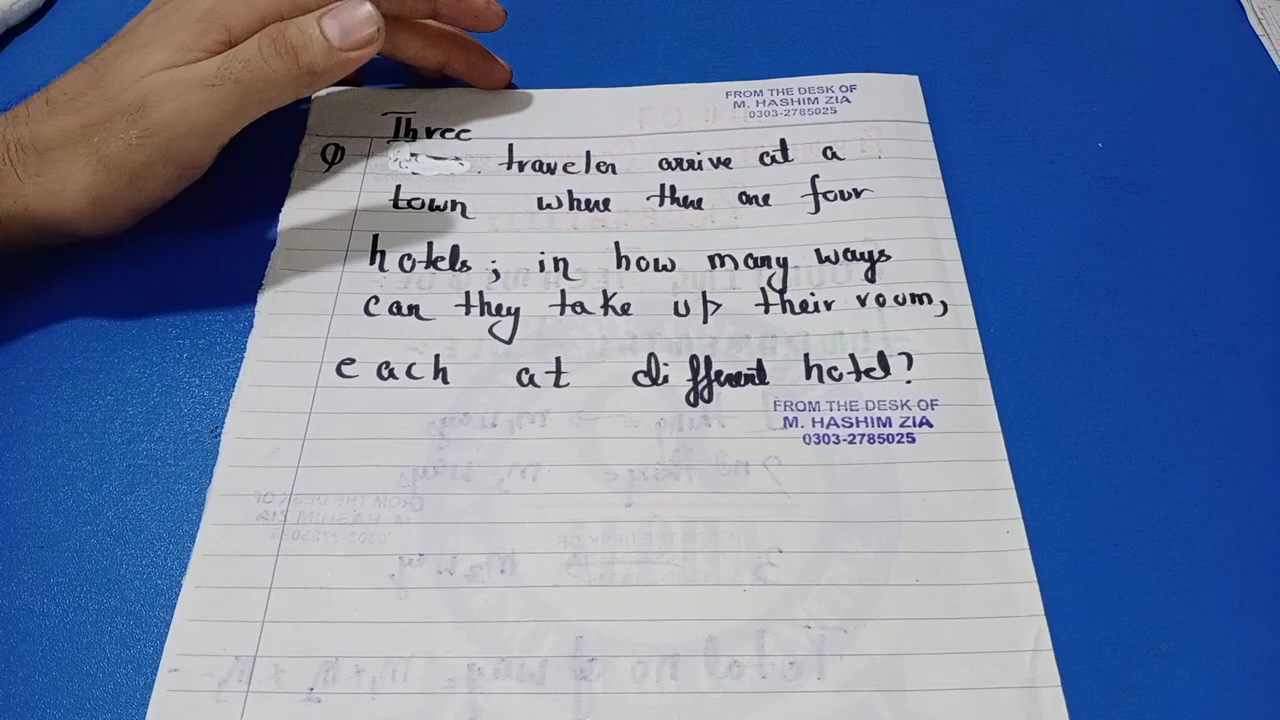 FROM THE DESK OF
M. HASHIM ZIA
0303-2785025
Three
Q traveler arrive at a
town where there are four
hotels; in how many ways
can they take up their room,
each at different hotel?
FROM THE DESK OF
M. HASHIM ZIA
0303-2785025